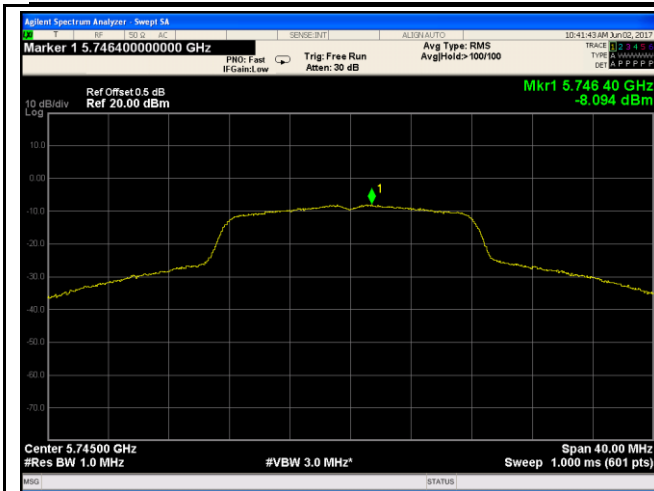 Agilent Spectrum Analyzer - Swept SA
T RF 50 Ω AC SENSE:INT ALIGN AUTO 10:41:43 AM Jun 02, 2017
Marker 1 5.746400000000 GHz
PNO: Fast
IFGain:Low
Trig: Free Run
Atten: 30 dB
Avg Type: RMS
Avg|Hold:>100/100
TRACE 1 2 3 4 5 6
TYPE A WWWWW
DET A P P P P P
Ref Offset 0.5 dB
10 dB/div Ref 20.00 dBm
Log
Mkr1 5.746 40 GHz
-8.094 dBm
10.0
0.00
-10.0
-20.0
-30.0
-40.0
-50.0
-60.0
-70.0
1
Center 5.74500 GHz Span 40.00 MHz
#Res BW 1.0 MHz #VBW 3.0 MHz* Sweep 1.000 ms (601 pts)
MSG STATUS